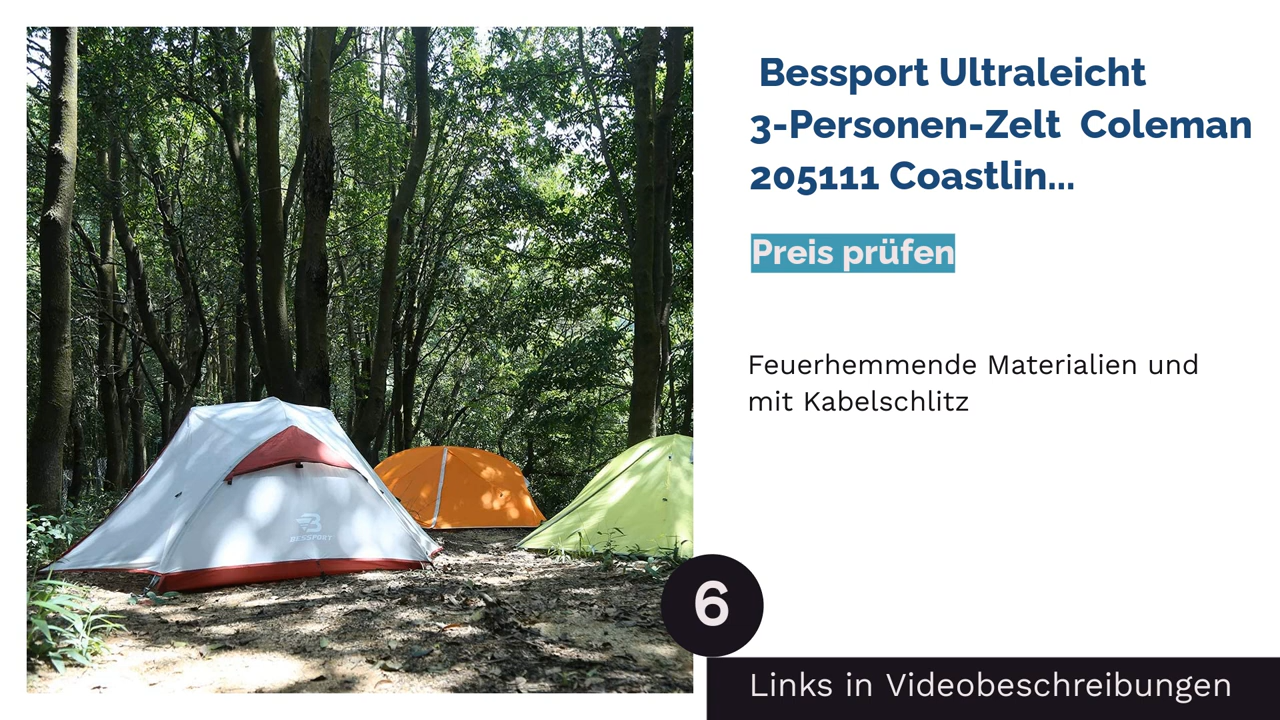 Bessport Ultraleicht
3-Personen-Zelt Coleman
205111 Coastlin...
Preis prüfen
Feuerhemmende Materialien und
mit Kabelschlitz
BESSPORT
6
Links in Videobeschreibungen